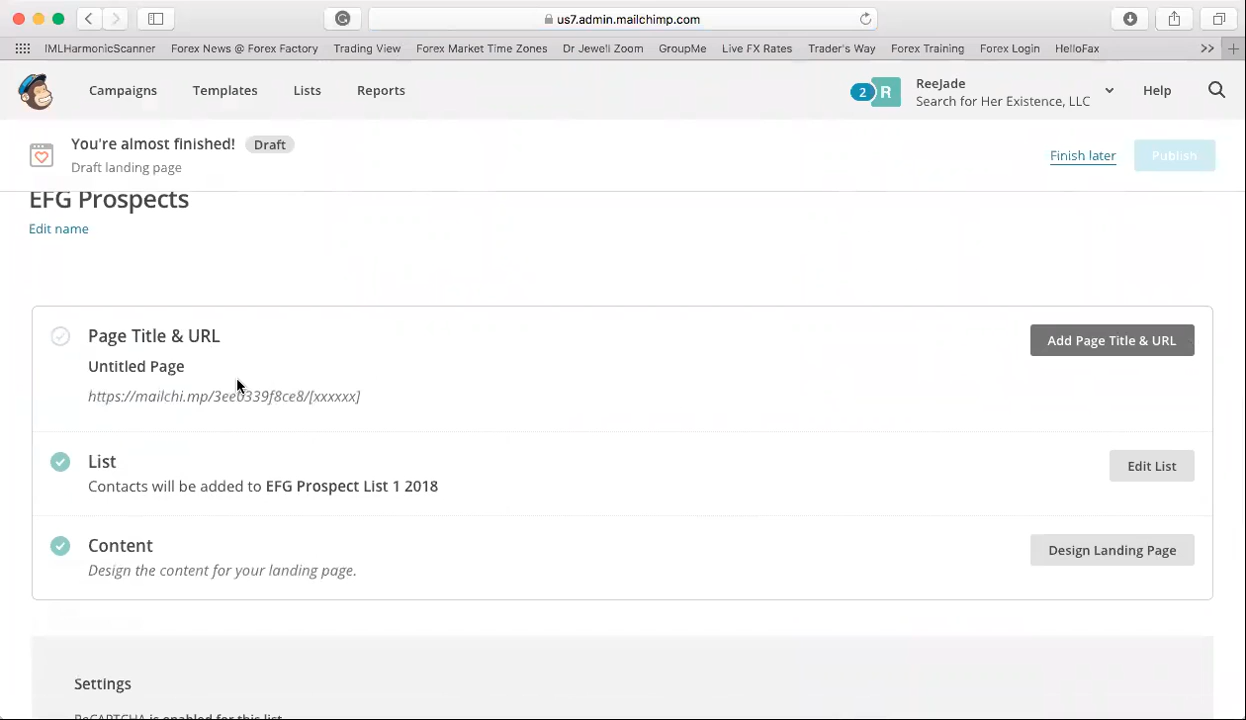 us7.admin.mailchimp.com
IMLHarmonicScanner Forex News @ Forex Factory Trading View Forex Market Time Zones Dr Jewell Zoom GroupMe Live FX Rates Trader's Way Forex Training Forex Login HelloFax >> +
Campaigns Templates Lists Reports 2 R ReeJade Help
Search for Her Existence, LLC
You're almost finished! Draft
Draft landing page
Finish later Publish
EFG Prospects
Edit name
Page Title & URL
Add Page Title & URL
Untitled Page
https://mailchi.mp/3ee0339f8ce8/[xxxxxx]
List
Edit List
Contacts will be added to EFG Prospect List 1 2018
Content
Design Landing Page
Design the content for your landing page.
Settings
ReCAPTCHA is enabled for this list